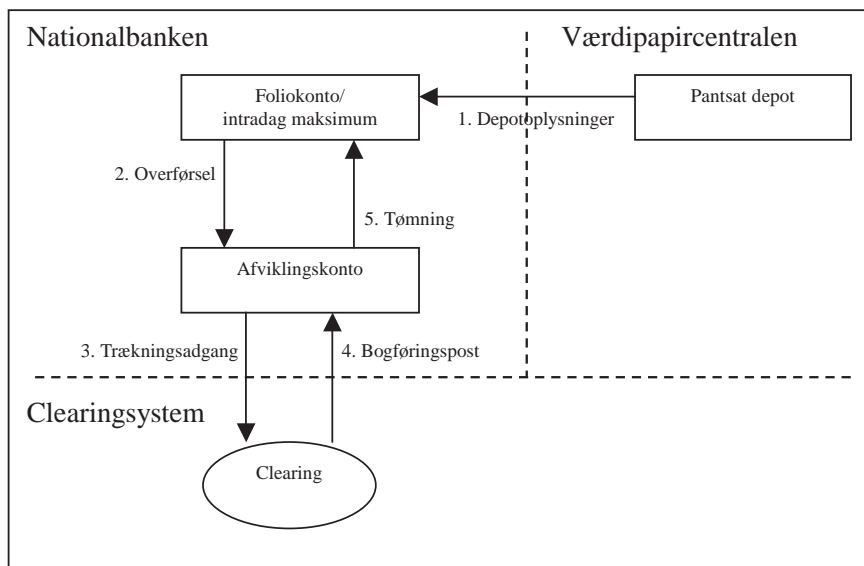 Nationalbanken
Værdipapircentralen
Foliokonto/
intradag maksimum
Pantsat depot
1. Depotoplysninger
2. Overførsel
5. Tømning
Afviklingskonto
3. Trækningsadgang
4. Bogføringspost
Clearingsystem
Clearing